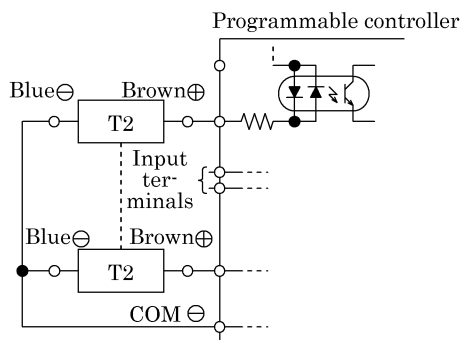 Programmable controller
Blue⊖ Brown⊕
T2
Input
ter-
minals
Blue⊖ Brown⊕
T2
COM ⊖